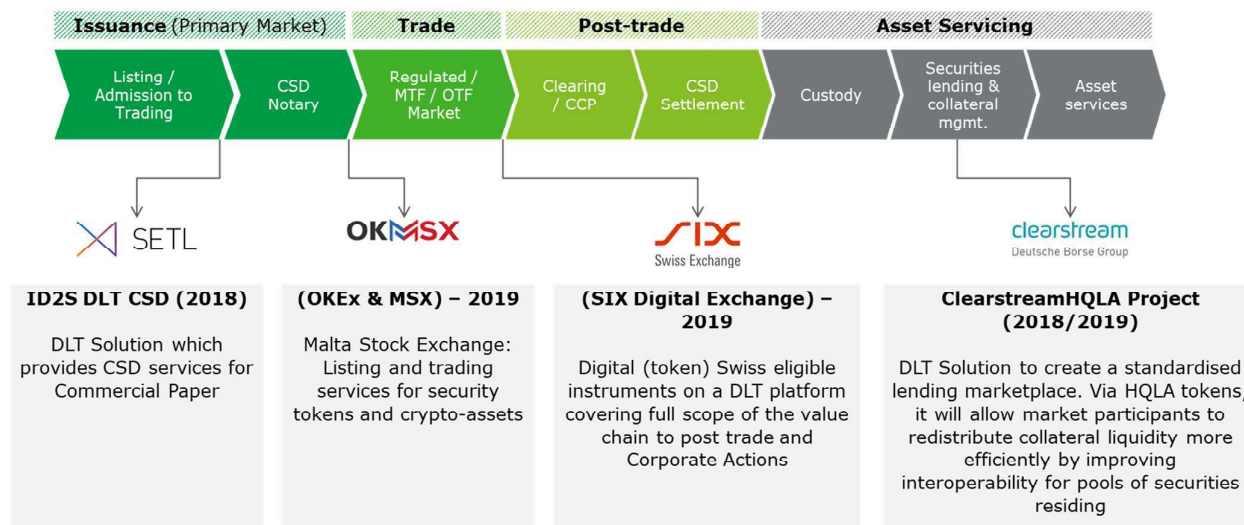 Issuance (Primary Market)
Trade
Post-trade
Asset Servicing
Listing /
Admission to
Trading
CSD
Notary
Regulated /
MTF / OTF
Market
Clearing
/ CCP
CSD
Settlement
Custody
Securities
lending &
collateral
mgmt.
Asset
services
SETL
OKMSX
SIX
Swiss Exchange
clearstream
Deutsche Börse Group
ID2S DLT CSD (2018)
DLT Solution which
provides CSD services for
Commercial Paper
(OKEx & MSX) – 2019
Malta Stock Exchange:
Listing and trading
services for security
tokens and crypto-assets
(SIX Digital Exchange) –
2019
Digital (token) Swiss eligible
instruments on a DLT platform
covering full scope of the value
chain to post trade and
Corporate Actions
ClearstreamHQLA Project
(2018/2019)
DLT Solution to create a standardised
lending marketplace. Via HQLA tokens,
it will allow market participants to
redistribute collateral liquidity more
efficiently by improving
interoperability for pools of securities
residing